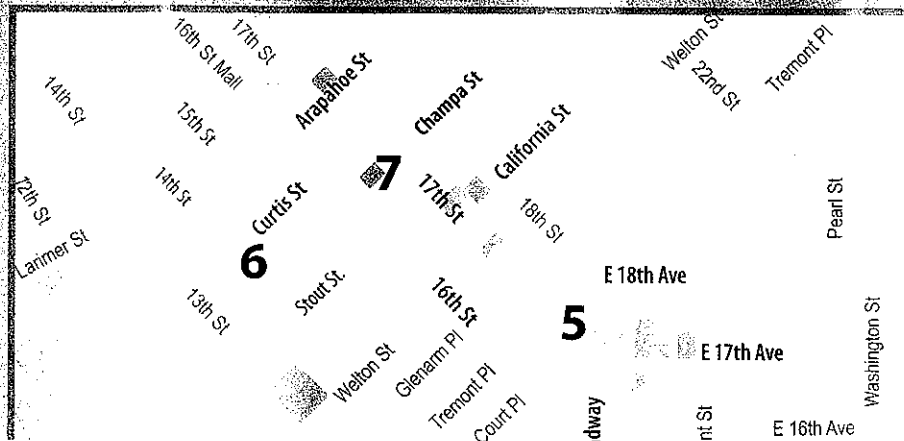 17th St
16th St Mall
Welton St
Tremont Pl
22nd St
14th St
Arapahoe St
Champa St
15th St
California St
7
14th St
17th St
12th St
Curtis St
18th St
Pearl St
Larimer St
6
E 18th Ave
13th St
Stout St.
16th St
5
Washington St
E 17th Ave
Welton St
Glenarm Pl
Tremont Pl
Court Pl
dway
nt St
E 16th Ave